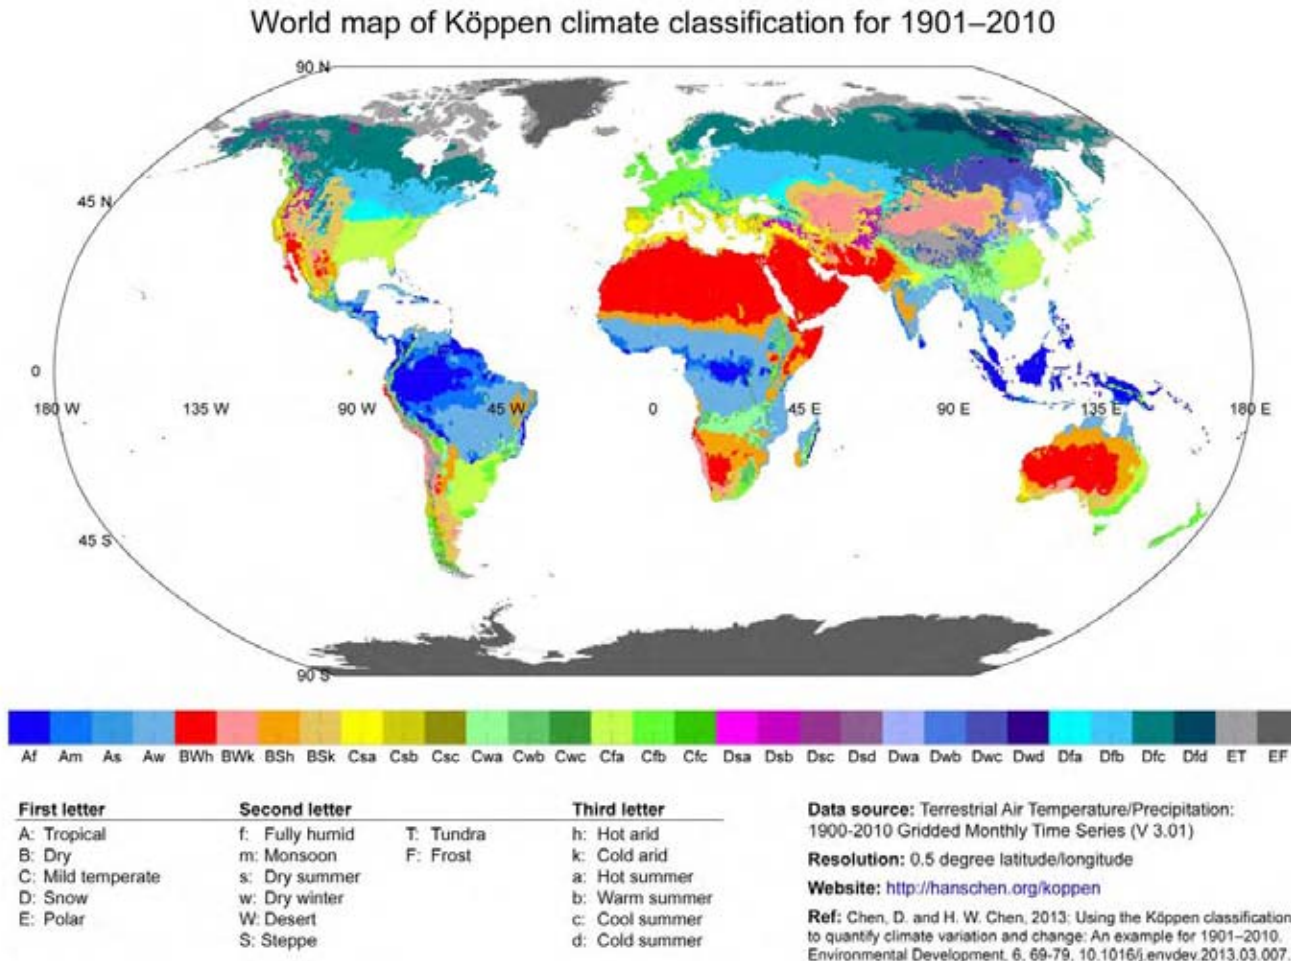 World map of Köppen climate classification for 1901–2010
90 N
45 N
0
180 W 135 W 90 W 45 W 0 45 E 90 E 135 E 180 E
45 S
90 S
Af Am As Aw BWh BWk BSh BSk Csa Csb Csc Cwa Cwb Cwc Cfa Cfb Cfc Dsa Dsb Dsc Dsd Dwa Dwb Dwc Dwd Dfa Dfb Dfc Dfd ET EF
First letter
A: Tropical
B: Dry
C: Mild temperate
D: Snow
E: Polar
Second letter
f: Fully humid
m: Monsoon
s: Dry summer
w: Dry winter
W: Desert
S: Steppe
T: Tundra
F: Frost
Third letter
h: Hot arid
k: Cold arid
a: Hot summer
b: Warm summer
c: Cool summer
d: Cold summer
Data source: Terrestrial Air Temperature/Precipitation:
1900-2010 Gridded Monthly Time Series (V 3.01)
Resolution: 0.5 degree latitude/longitude
Website: http://hanschen.org/koppen
Ref: Chen, D. and H. W. Chen, 2013: Using the Köppen classification
to quantify climate variation and change: An example for 1901–2010.
Environmental Development, 6, 69-79, 10.1016/j.envdev.2013.03.007.